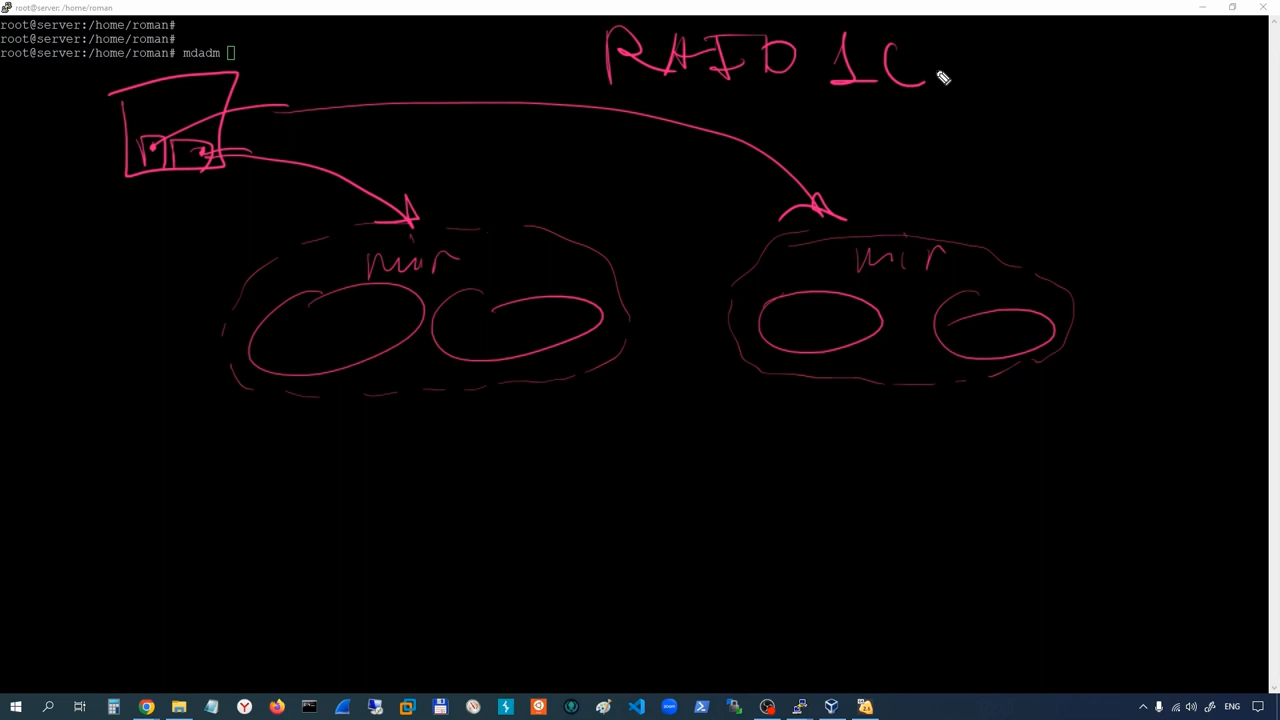 root@server: /home/roman
root@server:/home/roman#
root@server:/home/roman#
root@server:/home/roman# mdadm
RAID 10
mir
mir
ENG